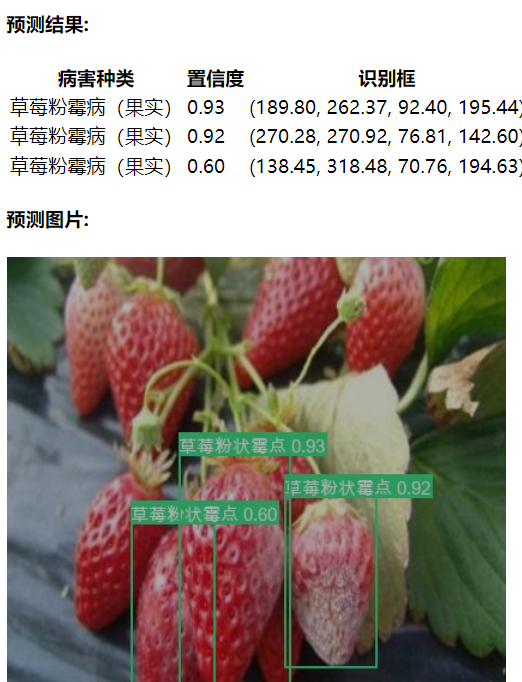 预测结果:
病害种类 置信度 识别框
草莓粉霉病（果实） 0.93 (189.80, 262.37, 92.40, 195.44)
草莓粉霉病（果实） 0.92 (270.28, 270.92, 76.81, 142.60)
草莓粉霉病（果实） 0.60 (138.45, 318.48, 70.76, 194.63)
预测图片:
草莓粉状霉点 0.93
草莓粉状霉点 0.92
草莓粉状霉点 0.60